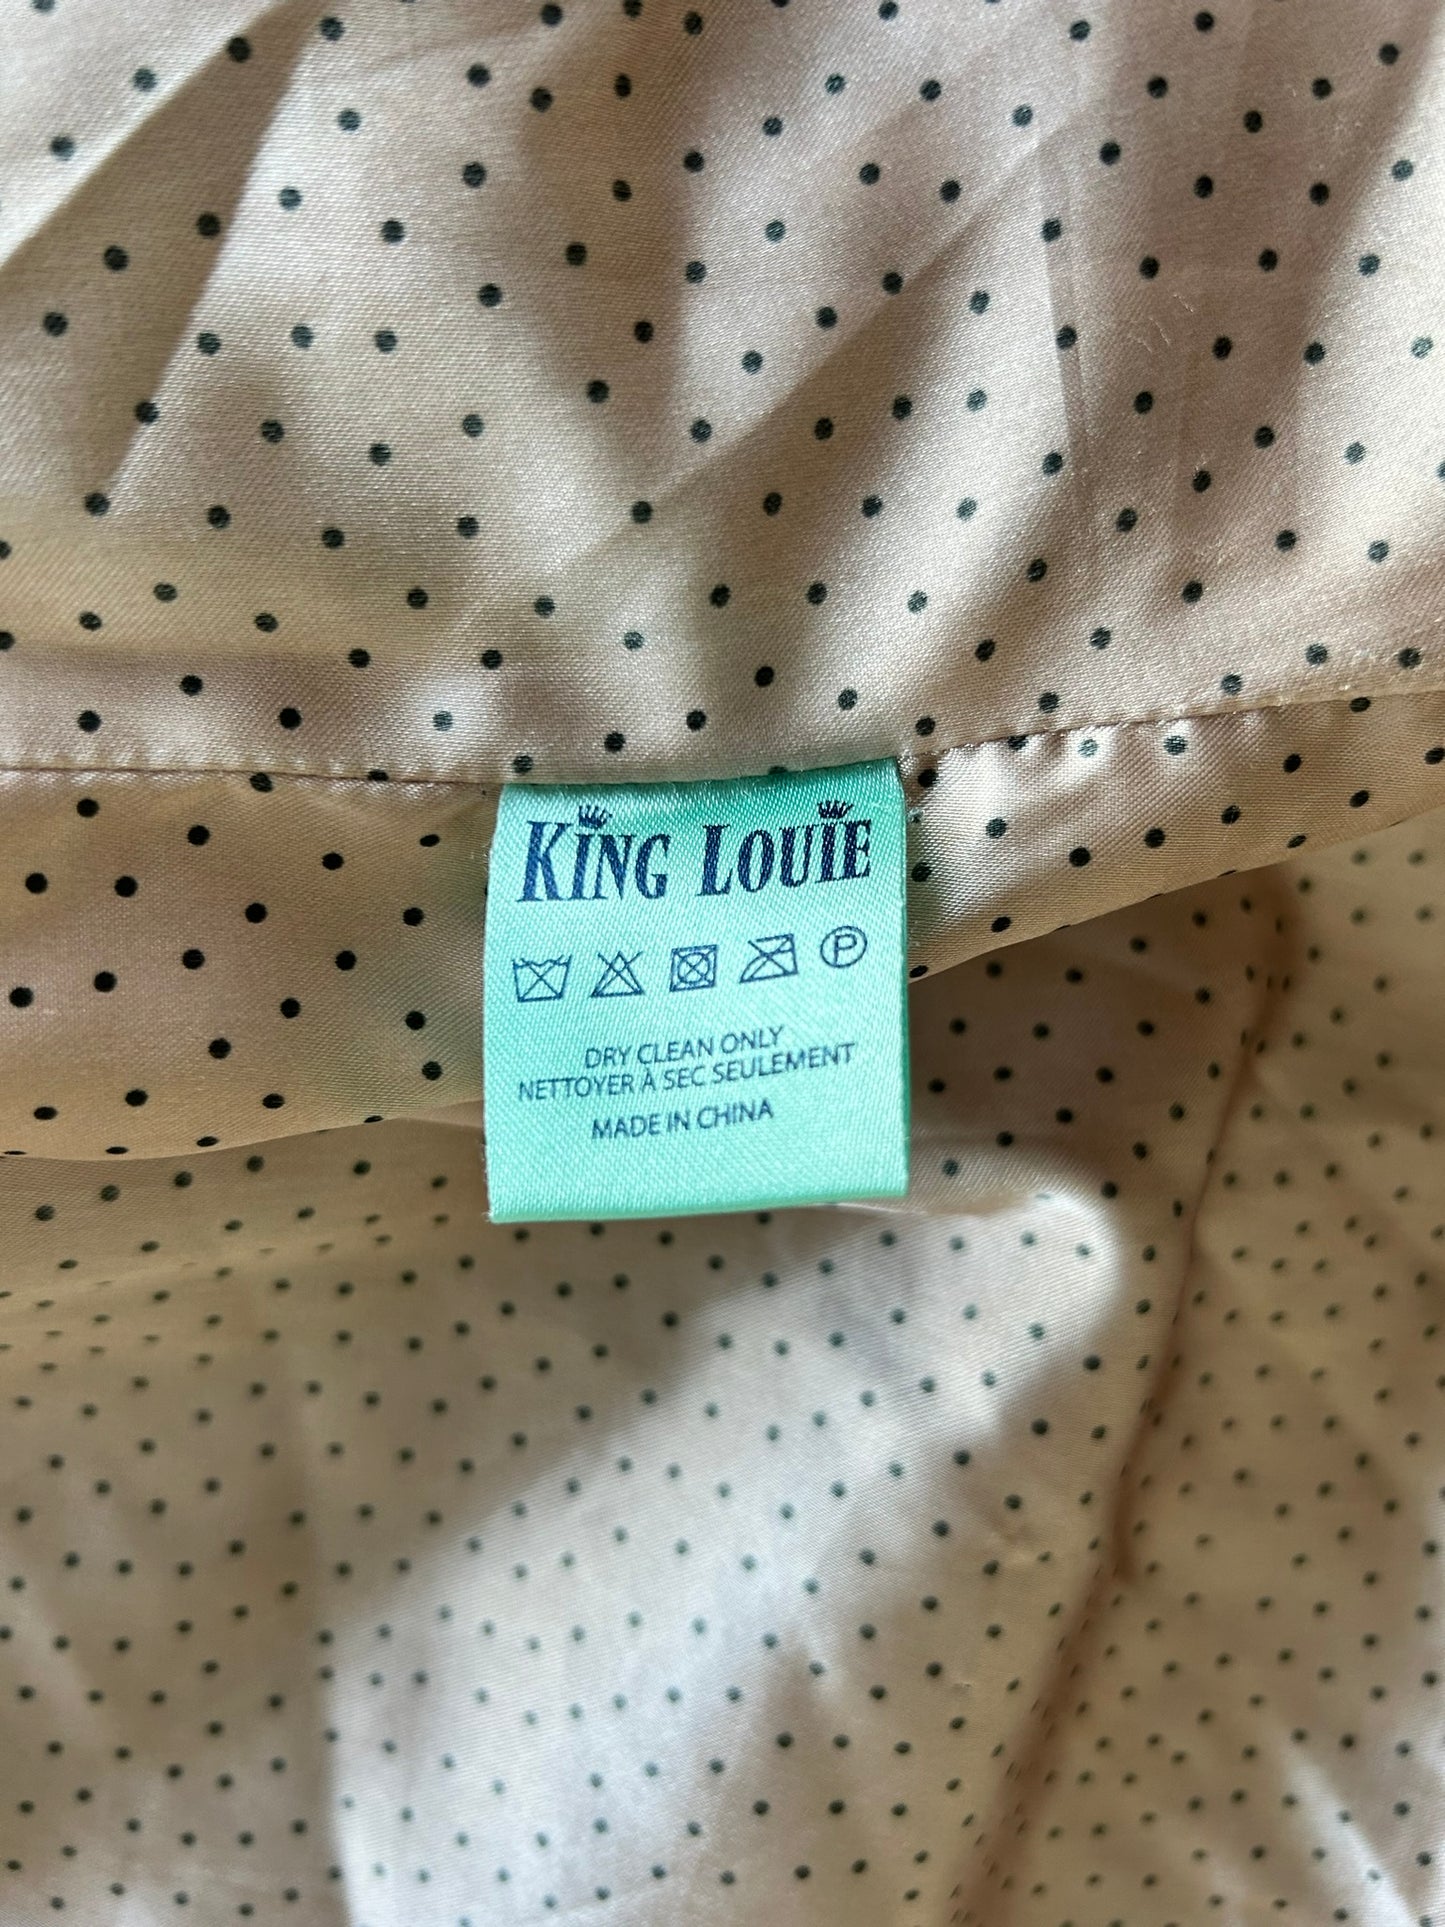 KING LOUIE
P
DRY CLEAN ONLY
NETTOYER À SEC SEULEMENT
MADE IN CHINA